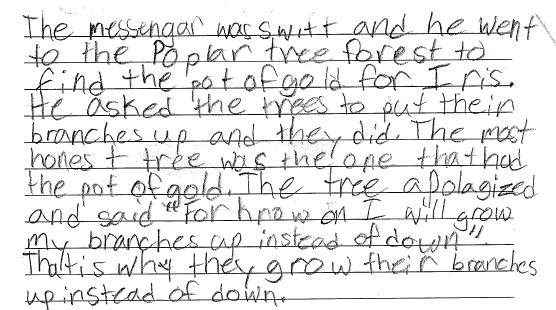 The messengar was switt and he went
to the Poplar tree forest to
find the pot of gold for Iris.
He asked the trees to put thein
branches up and they did. The most
honest tree was the one that had
the pot of gold. The tree apolagized
and said "for hnow on I will grow
my branches up instead of down".
That is why they grow their branches
up instead of down.